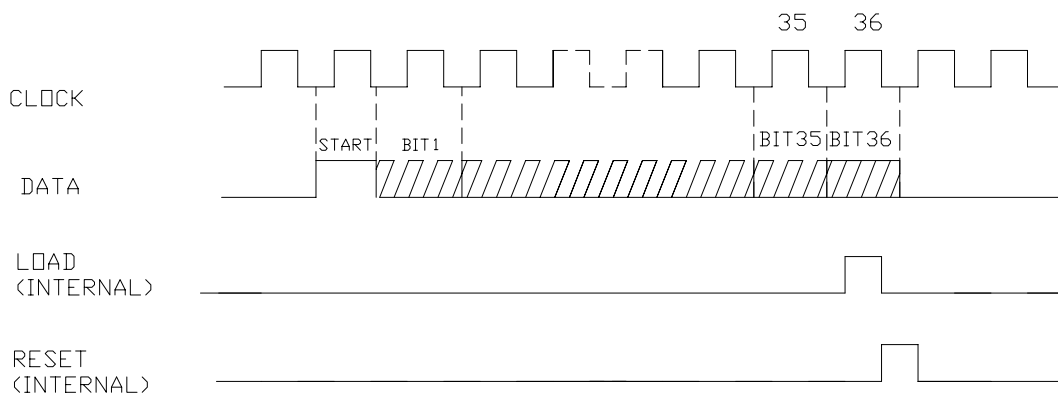 35 36
CLOCK
START BIT1 BIT35 BIT36
DATA
LOAD
(INTERNAL)
RESET
(INTERNAL)